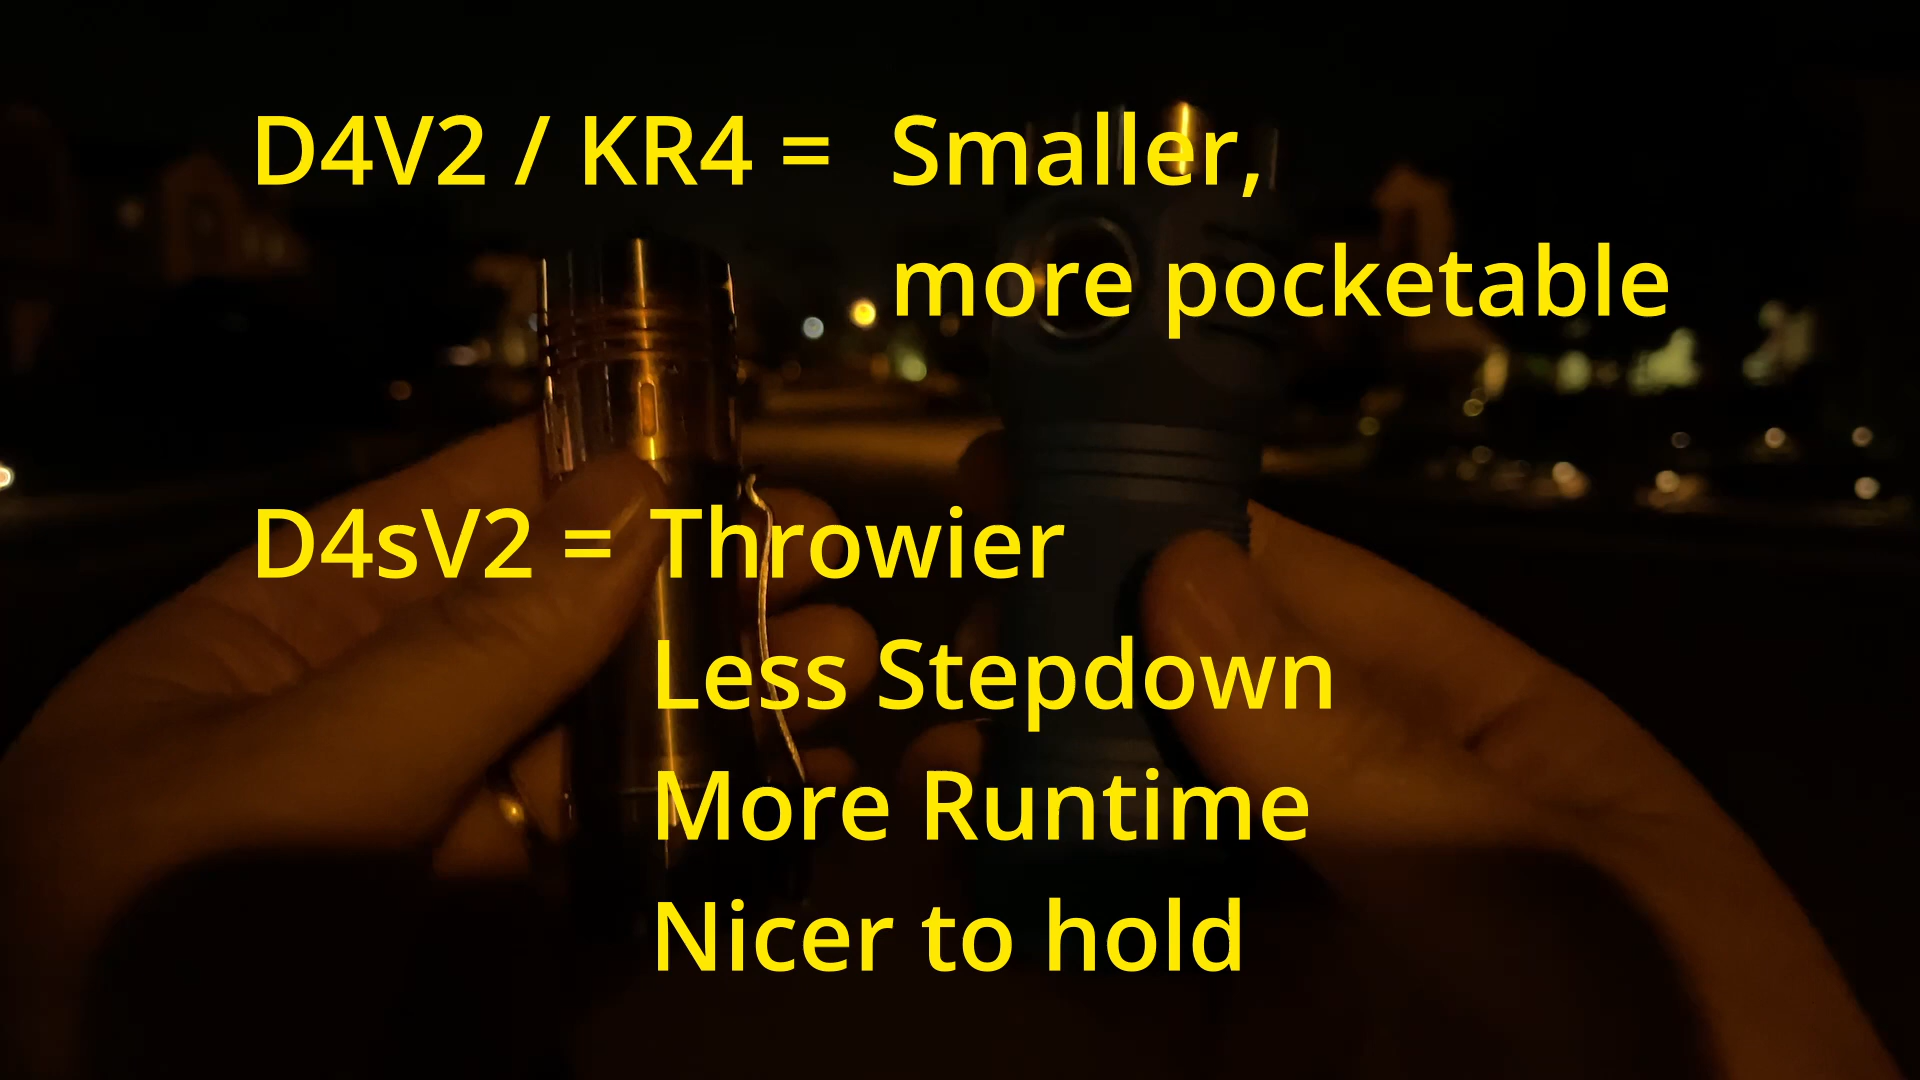 D4V2 / KR4 = Smaller,
more pocketable
D4sV2 = Throwier
Less Stepdown
More Runtime
Nicer to hold